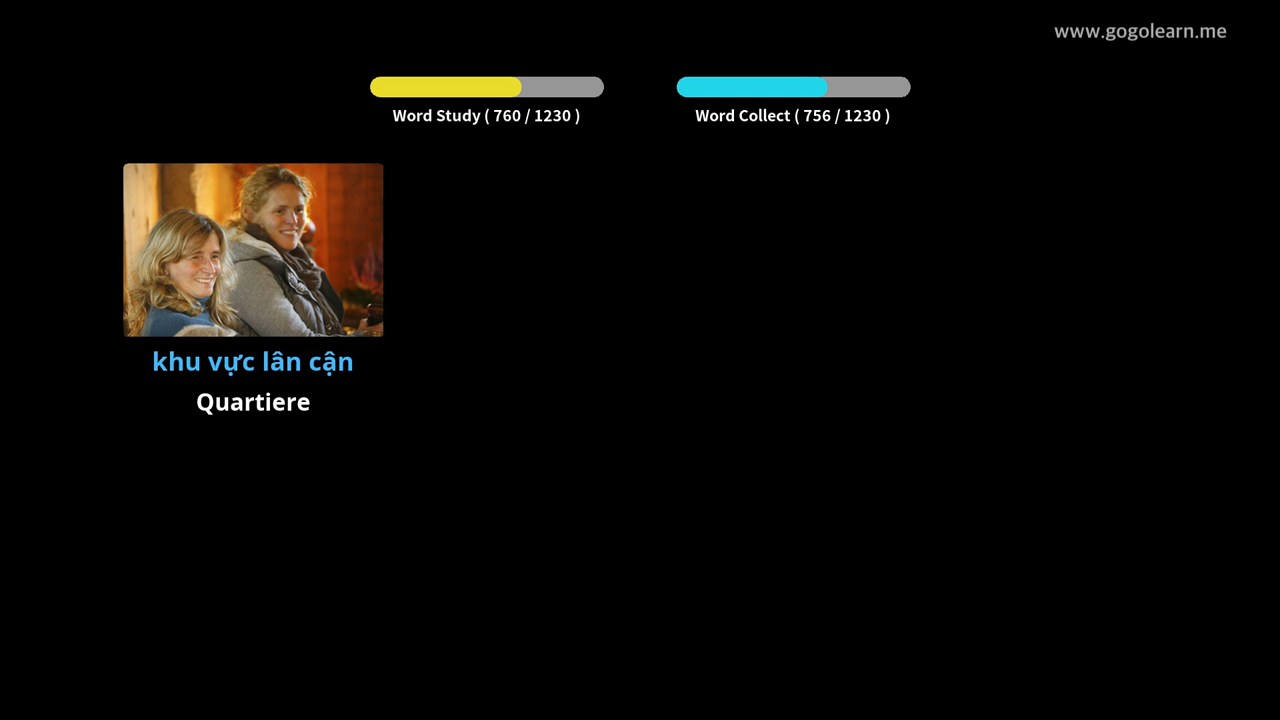 www.gogolearn.me
Word Study ( 760 / 1230 )
Word Collect ( 756 / 1230 )
khu vực lân cận
Quartiere